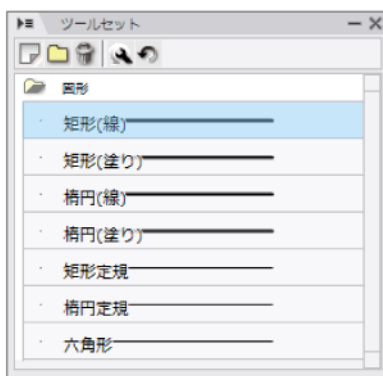 ツールセット
図形
矩形(線)
矩形(塗り)
楕円(線)
楕円(塗り)
矩形定規
楕円定規
六角形